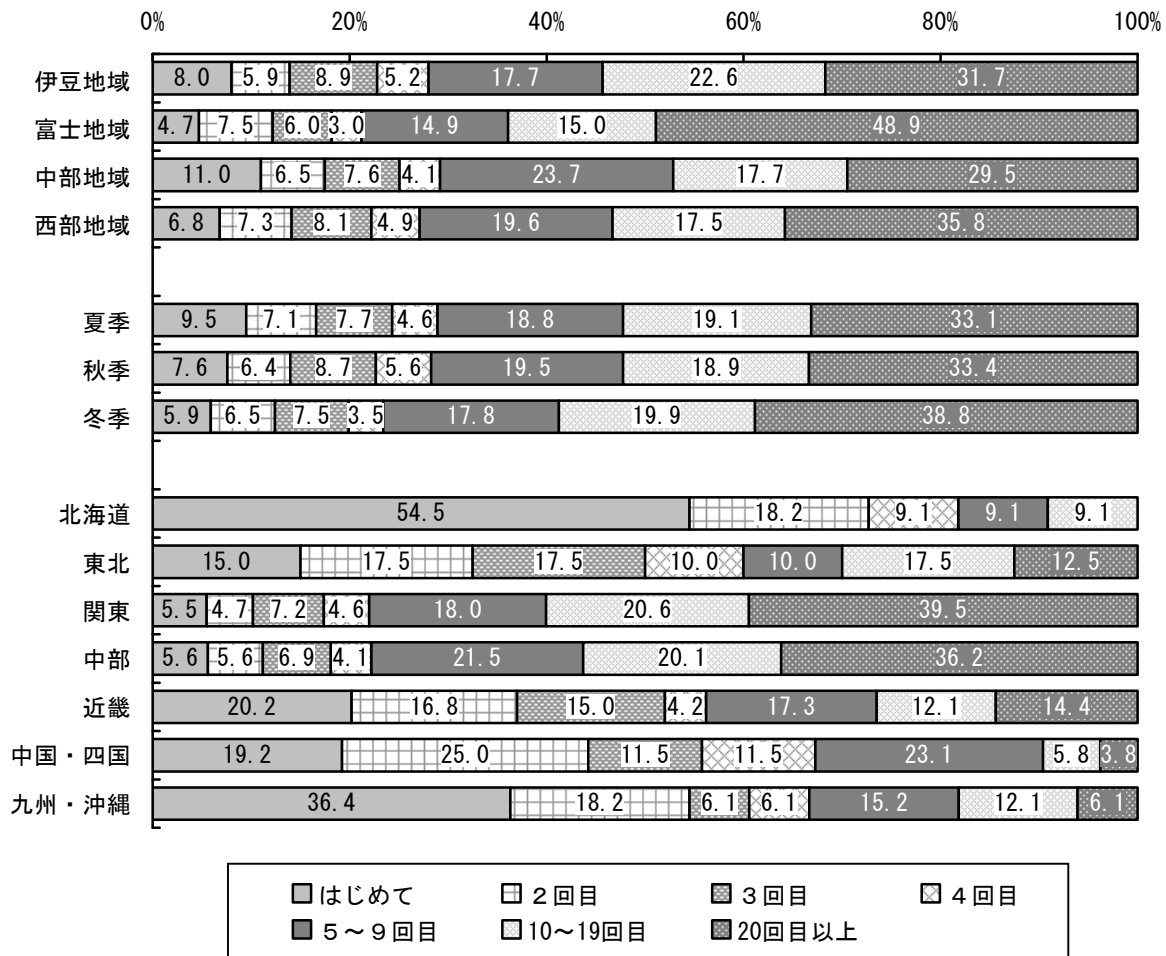 0% 20% 40% 60% 80% 100%
伊豆地域 8.0 5.9 8.9 5.2 17.7 22.6 31.7
富士地域 4.7 7.5 6.0 3.0 14.9 15.0 48.9
中部地域 11.0 6.5 7.6 4.1 23.7 17.7 29.5
西部地域 6.8 7.3 8.1 4.9 19.6 17.5 35.8
夏季 9.5 7.1 7.7 4.6 18.8 19.1 33.1
秋季 7.6 6.4 8.7 5.6 19.5 18.9 33.4
冬季 5.9 6.5 7.5 3.5 17.8 19.9 38.8
北海道 54.5 18.2 9.1 9.1 9.1
東北 15.0 17.5 17.5 10.0 10.0 17.5 12.5
関東 5.5 4.7 7.2 4.6 18.0 20.6 39.5
中部 5.6 5.6 6.9 4.1 21.5 20.1 36.2
近畿 20.2 16.8 15.0 4.2 17.3 12.1 14.4
中国・四国 19.2 25.0 11.5 11.5 23.1 5.8 3.8
九州・沖縄 36.4 18.2 6.1 6.1 15.2 12.1 6.1
はじめて ２回目 ３回目 ４回目
５～９回目 10～19回目 20回目以上